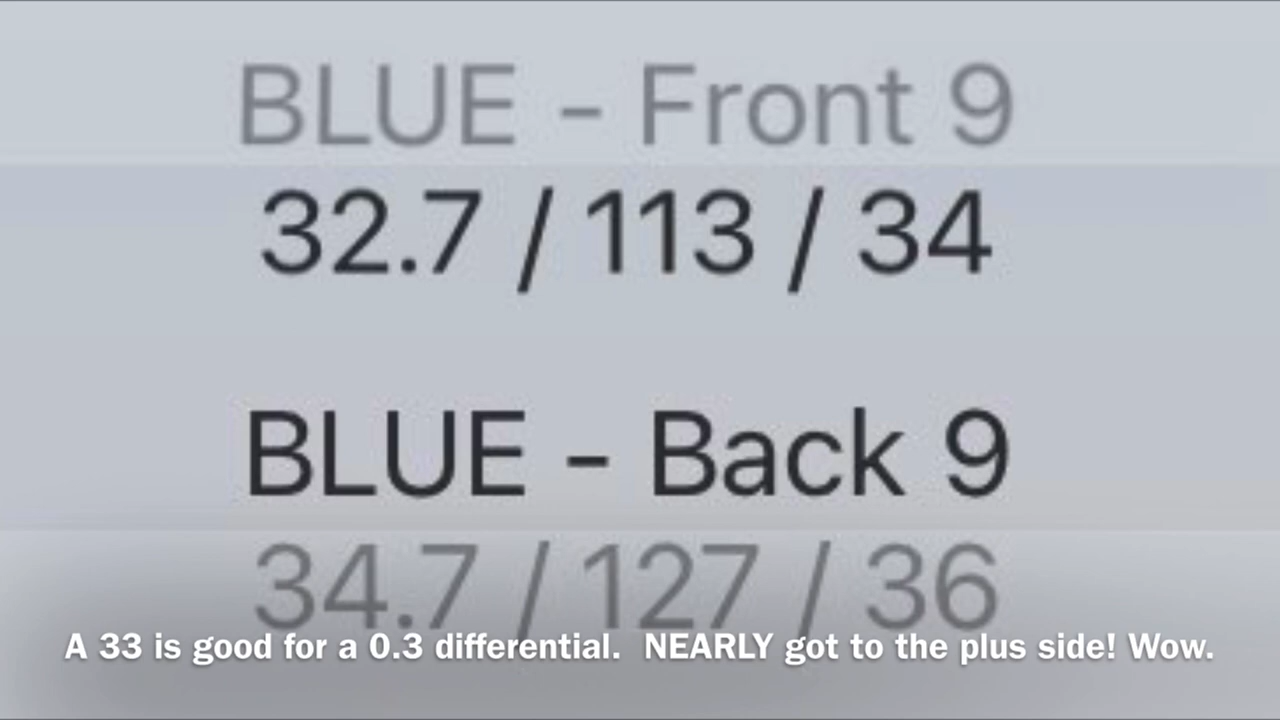 BLUE - Front 9
32.7 / 113 / 34
BLUE - Back 9
34.7 / 127 / 36
A 33 is good for a 0.3 differential.  NEARLY got to the plus side! Wow.